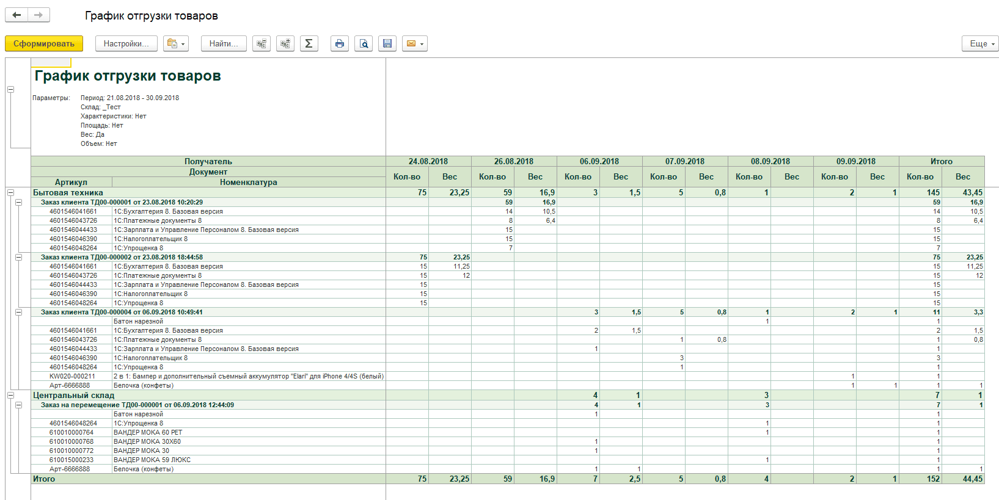 График отгрузки товаров
Сформировать Настройки... Найти... Σ Еще
График отгрузки товаров
Параметры: Период: 21.08.2018 - 30.09.2018
Склад: _Тест
Характеристики: Нет
Площадь: Нет
Вес: Да
Объем: Нет
Получатель 24.08.2018 26.08.2018 06.09.2018 07.09.2018 08.09.2018 09.09.2018 Итого
Документ
Кол-во Вес Кол-во Вес Кол-во Вес Кол-во Вес Кол-во Вес Кол-во Вес Кол-во Вес
Артикул Номенклатура
Бытовая техника 75 23,25 59 16,9 3 1,5 5 0,8 1 2 1 145 43,45
Заказ клиента ТД00-000001 от 23.08.2018 10:20:29 59 16,9 59 16,9
4601546041661 1С:Бухгалтерия 8. Базовая версия 14 10,5 14 10,5
4601546043726 1С:Платежные документы 8 8 6,4 8 6,4
4601546044433 1С:Зарплата и Управление Персоналом 8. Базовая версия 15 15
4601546046390 1С:Налогоплательщик 8 15 15
4601546048264 1С:Упрощенка 8 7 7
Заказ клиента ТД00-000002 от 23.08.2018 18:44:58 75 23,25 75 23,25
4601546041661 1С:Бухгалтерия 8. Базовая версия 15 11,25 15 11,25
4601546043726 1С:Платежные документы 8 15 12 15 12
4601546044433 1С:Зарплата и Управление Персоналом 8. Базовая версия 15 15
4601546046390 1С:Налогоплательщик 8 15 15
4601546048264 1С:Упрощенка 8 15 15
Заказ клиента ТД00-000004 от 06.09.2018 10:49:41 3 1,5 5 0,8 1 2 1 11 3,3
Батон нарезной 1 1
4601546041661 1С:Бухгалтерия 8. Базовая версия 2 1,5 2 1,5
4601546043726 1С:Платежные документы 8 1 0,8 1 0,8
4601546044433 1С:Зарплата и Управление Персоналом 8. Базовая версия 1 1
4601546046390 1С:Налогоплательщик 8 3 3
4601546048264 1С:Упрощенка 8 1 1
KW020-000211 2 в 1: Бампер и дополнительный съемный аккумулятор "Elari" для iPhone 4/4S (белый) 1 1
Арт-6666888 Белочка (конфеты) 1 1 1 1
Центральный склад 4 1 3 7 1
Заказ на перемещение ТД00-000001 от 06.09.2018 12:44:09 4 1 3 7 1
Батон нарезной 1 1
4601546048264 1С:Упрощенка 8 1 1
610010000764 ВАНДЕР МОКА 60 РЕТ 1 1
610010000768 ВАНДЕР МОКА 30Х60 1 1
610010000772 ВАНДЕР МОКА 30 1 1
610015000233 ВАНДЕР МОКА 59 ЛЮКС 1 1
Арт-6666888 Белочка (конфеты) 1 1 1 1
Итого 75 23,25 59 16,9 7 2,5 5 0,8 4 2 1 152 44,45